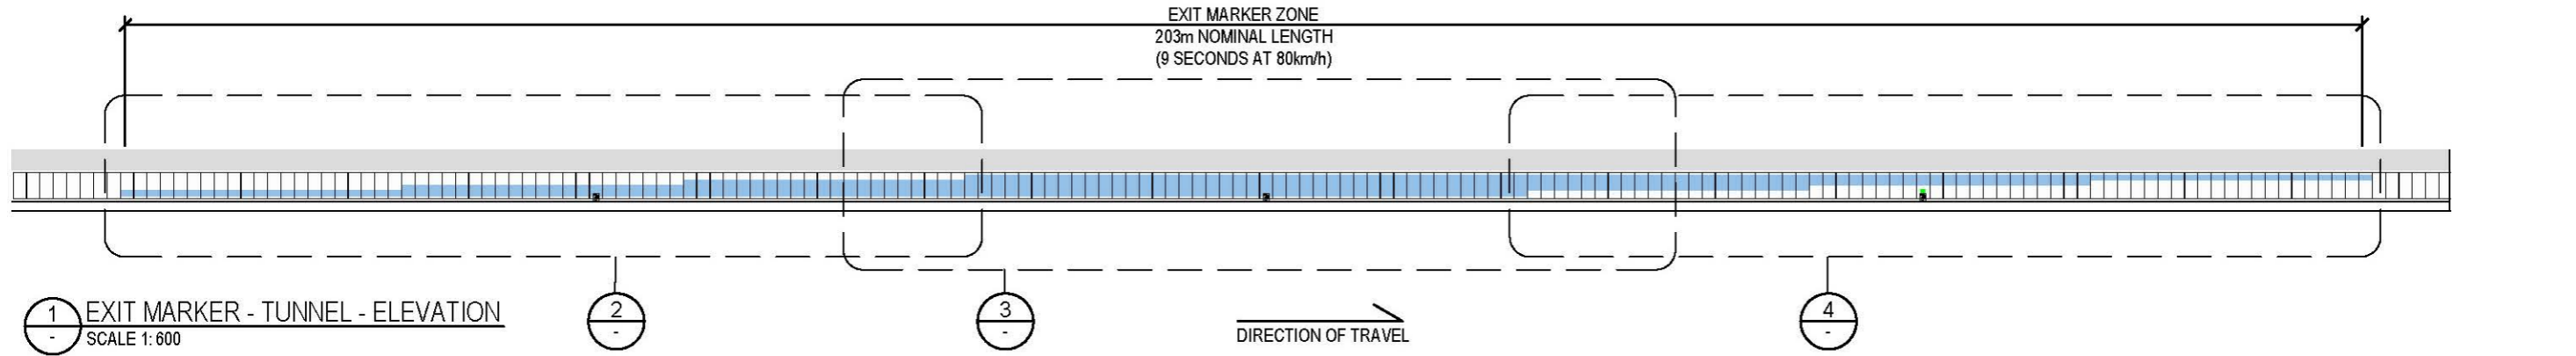 EXIT MARKER ZONE
203m NOMINAL LENGTH
(9 SECONDS AT 80km/h)
1
-
EXIT MARKER - TUNNEL - ELEVATION
SCALE 1: 600
2
-
3
-
DIRECTION OF TRAVEL
4
-